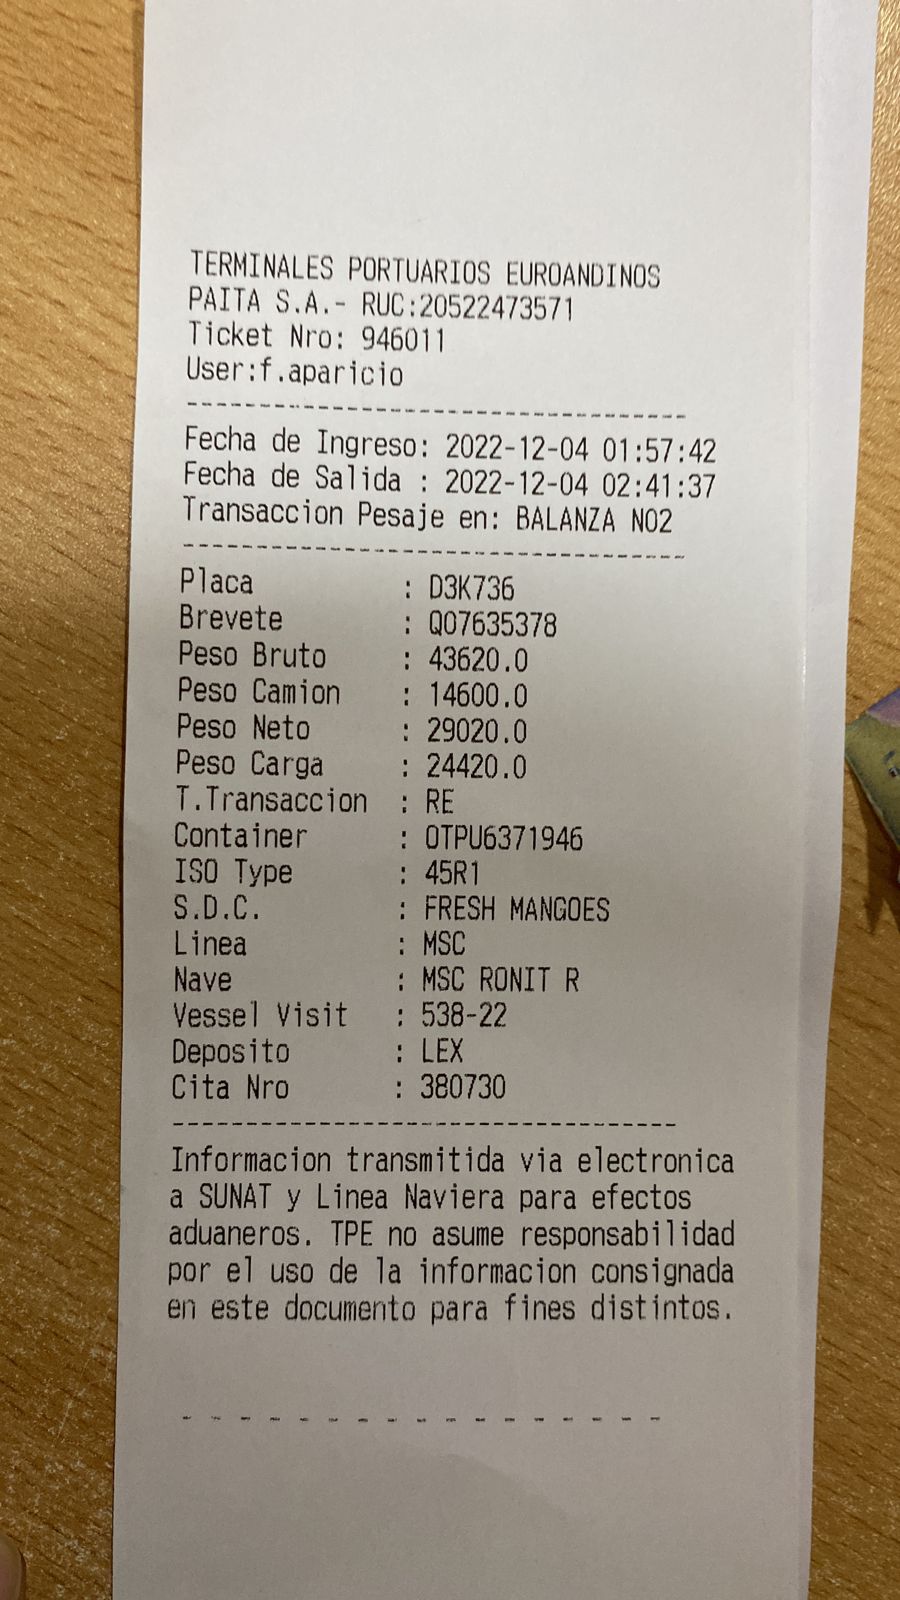 TERMINALES PORTUARIOS EUROANDINOS
PAITA S.A.- RUC:20522473571
Ticket Nro: 946011
User:f.aparicio
Fecha de Ingreso: 2022-12-04 01:57:42
Fecha de Salida : 2022-12-04 02:41:37
Transaccion Pesaje en: BALANZA NO2
Placa : D3K736
Brevete : Q07635378
Peso Bruto : 43620.0
Peso Camion : 14600.0
Peso Neto : 29020.0
Peso Carga : 24420.0
T.Transaccion : RE
Container : OTPU6371946
ISO Type : 45R1
S.D.C. : FRESH MANGOES
Linea : MSC
Nave : MSC RONIT R
Vessel Visit : 538-22
Deposito : LEX
Cita Nro : 380730
Informacion transmitida via electronica
a SUNAT y Linea Naviera para efectos
aduaneros. TPE no asume responsabilidad
por el uso de la informacion consignada
en este documento para fines distintos.